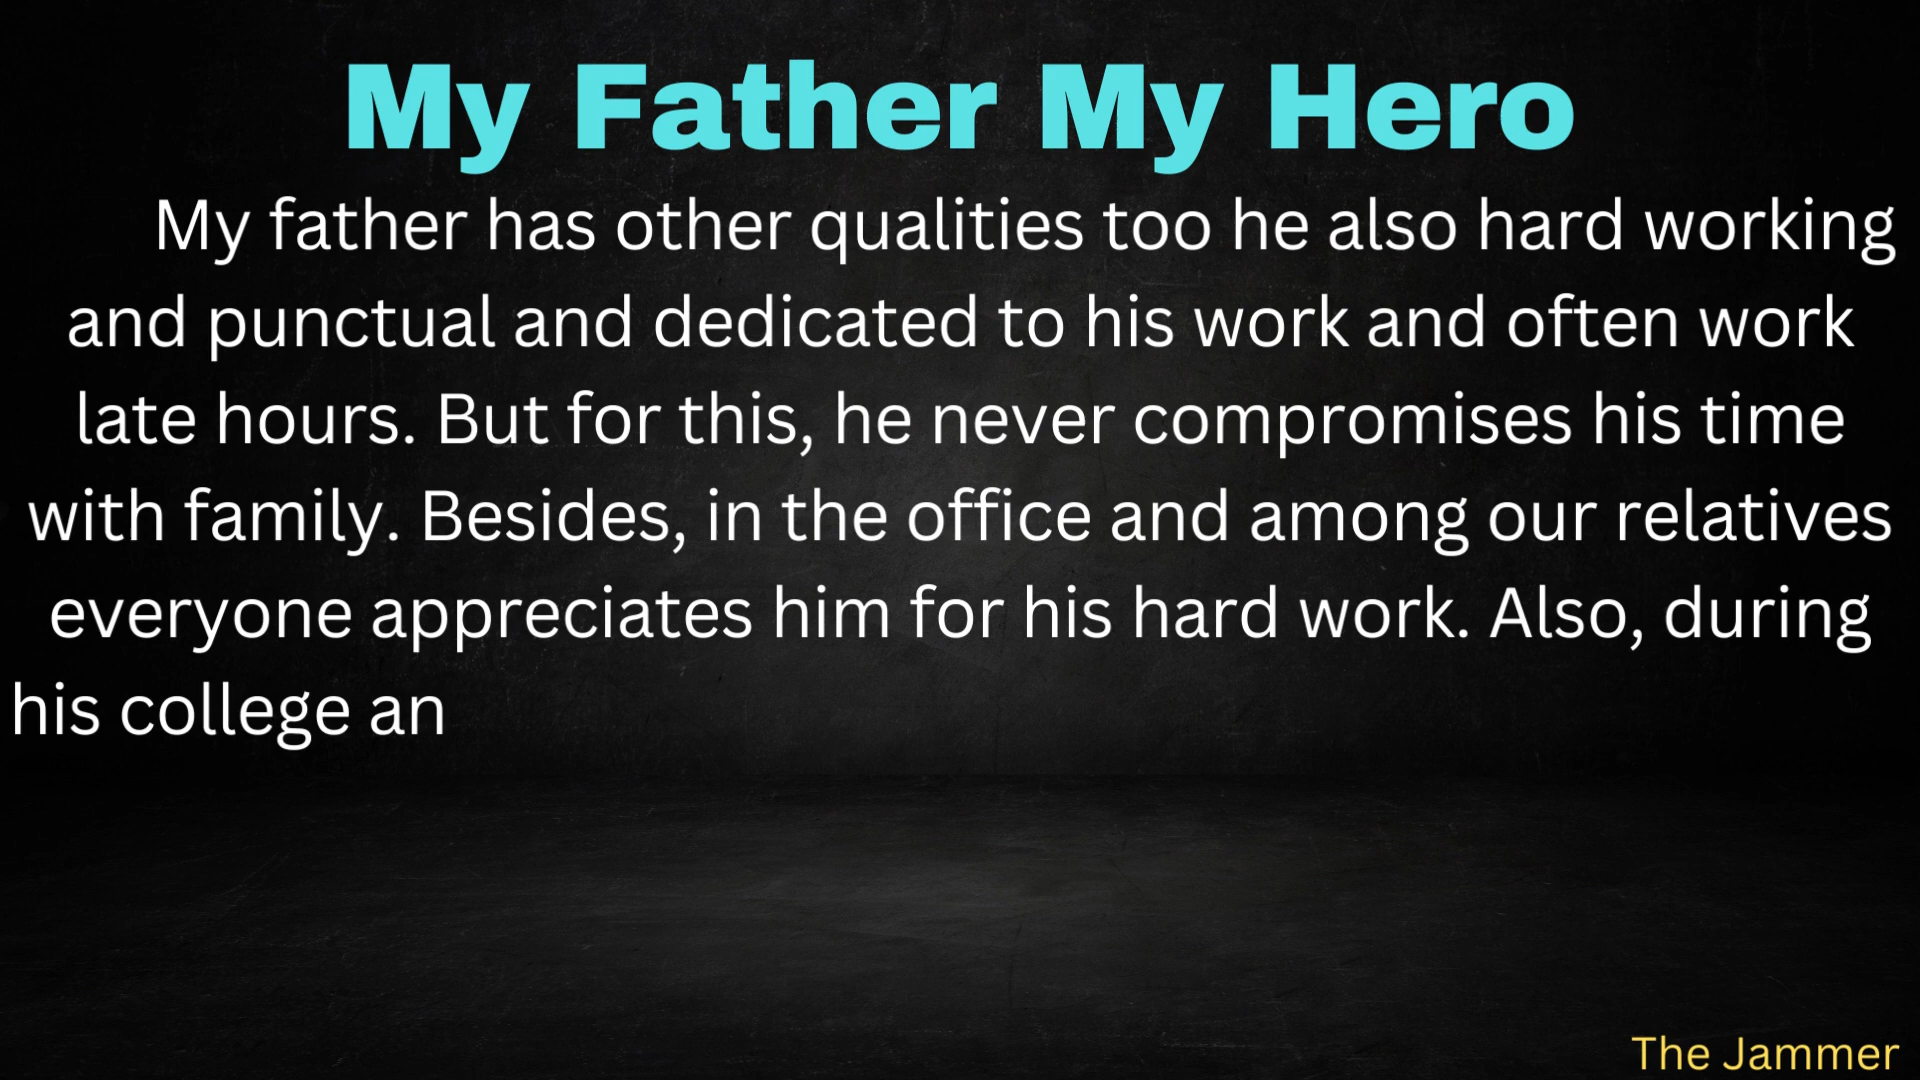 My Father My Hero
My father has other qualities too he also hard working
and punctual and dedicated to his work and often work
late hours. But for this, he never compromises his time
with family. Besides, in the office and among our relatives
everyone appreciates him for his hard work. Also, during
his college an
The Jammer